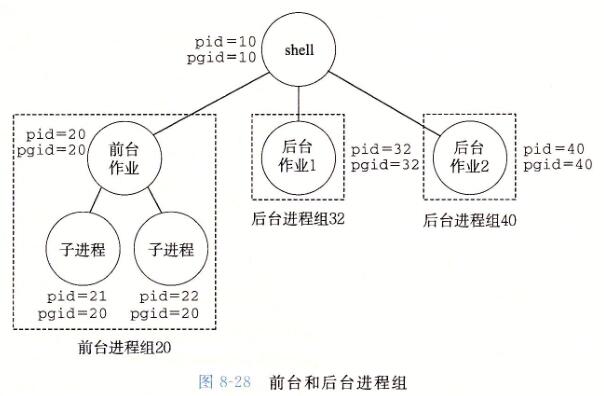 pid=10
pgid=10
shell
pid=20
pgid=20
前台
作业
后台
作业1
pid=32
pgid=32
后台
作业2
pid=40
pgid=40
后台进程组32
后台进程组40
子进程
子进程
pid=21
pgid=20
pid=22
pgid=20
前台进程组20
图 8-28 前台和后台进程组